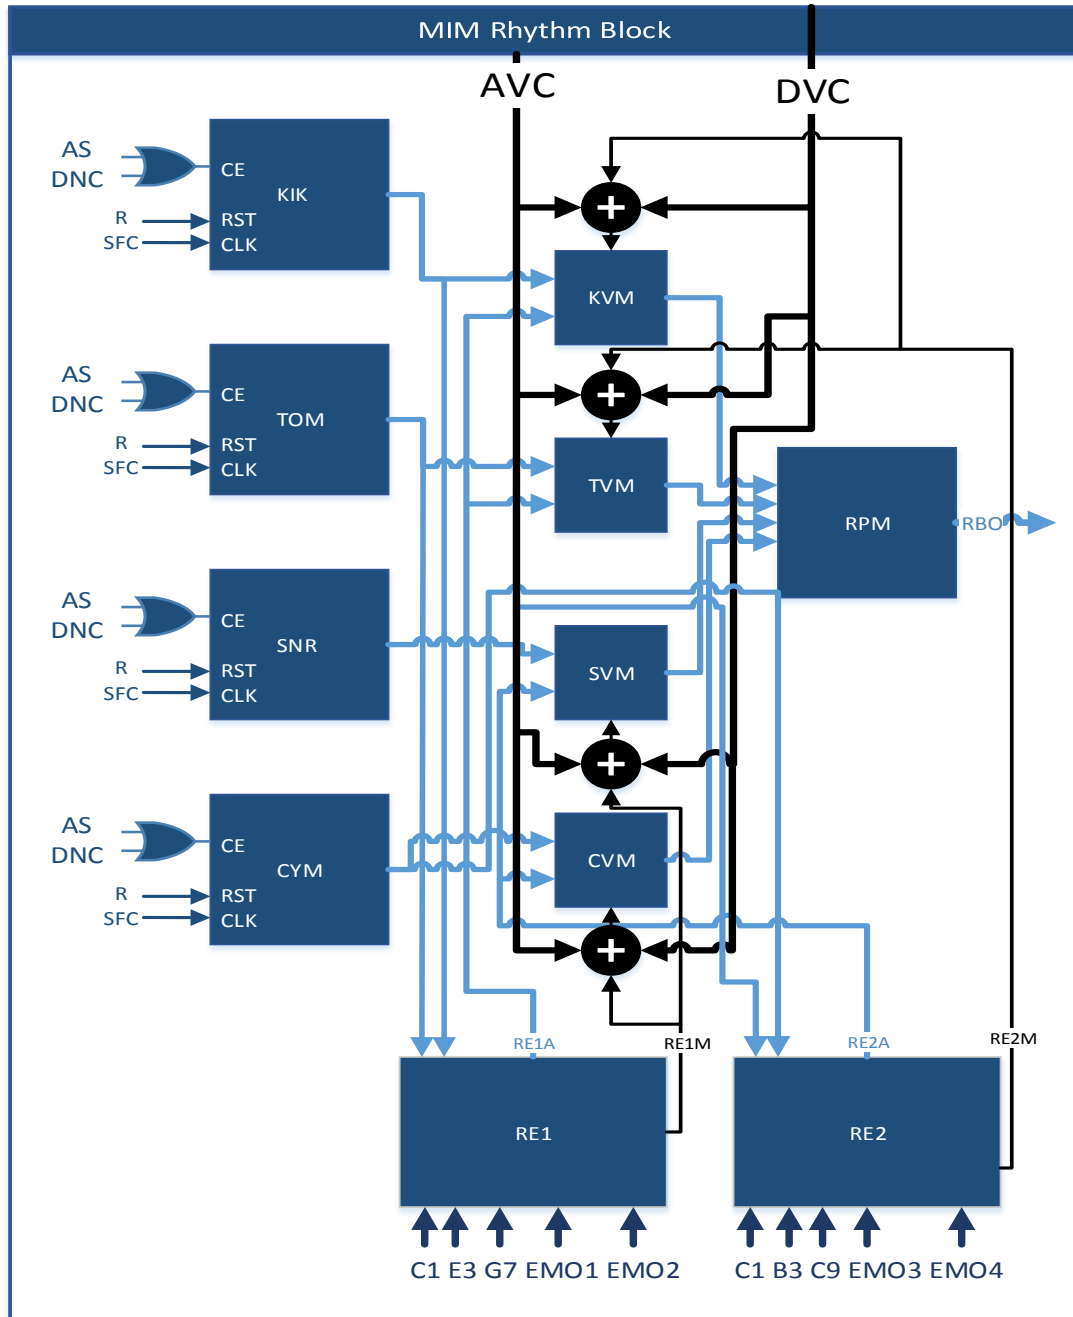 MIM Rhythm Block
AVC
DVC
AS
DNC
CE
KIK
R
RST
SFC
CLK
KVM
AS
DNC
CE
TOM
R
RST
SFC
CLK
TVM
RPM
RBO
AS
DNC
CE
SNR
R
RST
SFC
CLK
SVM
AS
DNC
CE
CYM
R
RST
SFC
CLK
CVM
RE1A
RE1M
RE2A
RE2M
RE1
RE2
C1 E3 G7 EMO1 EMO2
C1 B3 C9 EMO3 EMO4